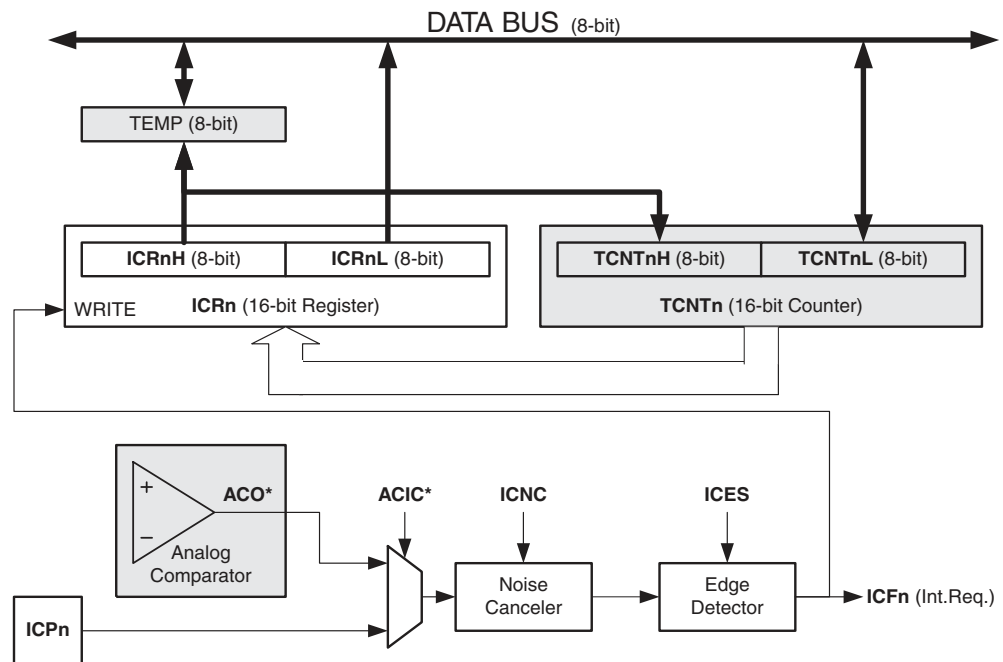 DATA BUS (8-bit)
TEMP (8-bit)
ICRnH (8-bit) ICRnL (8-bit) TCNTnH (8-bit) TCNTnL (8-bit)
WRITE ICRn (16-bit Register) TCNTn (16-bit Counter)
+ ACO* ACIC* ICNC ICES
−
Analog
Comparator
Noise
Canceler
Edge
Detector
ICFn (Int.Req.)
ICPn